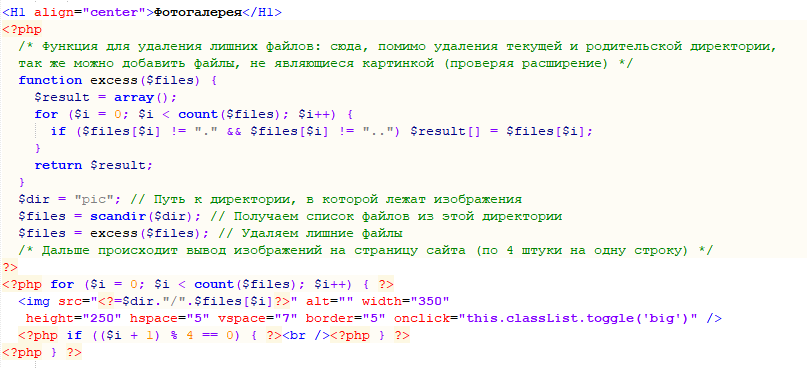 <H1 align="center">Фотогалерея</H1>
<?php
/* Функция для удаления лишних файлов: сюда, помимо удаления текущей и родительской директории,
так же можно добавить файлы, не являющиеся картинкой (проверяя расширение) */
function excess($files) {
$result = array();
for ($i = 0; $i < count($files); $i++) {
if ($files[$i] != "." && $files[$i] != "..") $result[] = $files[$i];
}
return $result;
}
$dir = "pic"; // Путь к директории, в которой лежат изображения
$files = scandir($dir); // Получаем список файлов из этой директории
$files = excess($files); // Удаляем лишние файлы
/* Дальше происходит вывод изображений на страницу сайта (по 4 штуки на одну строку) */
?>
<?php for ($i = 0; $i < count($files); $i++) { ?>
<img src="<?=$dir."/".$files[$i]?>" alt="" width="350"
height="250" hspace="5" vspace="7" border="5" onclick="this.classList.toggle('big')" />
<?php if (($i + 1) % 4 == 0) { ?><br /><?php } ?>
<?php } ?>